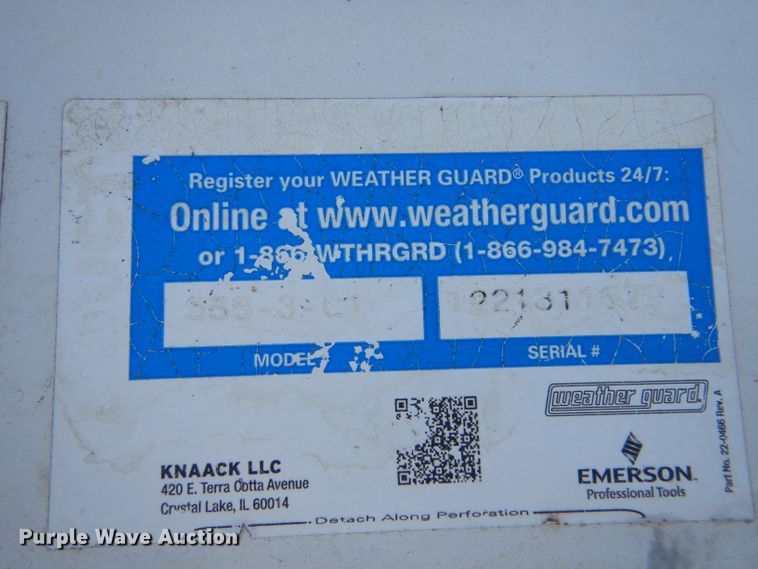 Register your WEATHER GUARD® Products 24/7:
Online at www.weatherguard.com
or 1-866-WTHRGRD (1-866-984-7473)
MODEL # SERIAL #
weather guard
KNAACK LLC
420 E. Terra Cotta Avenue
Crystal Lake, IL 60014
EMERSON
Professional Tools
Part No. 22-0466 Rev. A
Detach Along Perforation
Purple Wave Auction